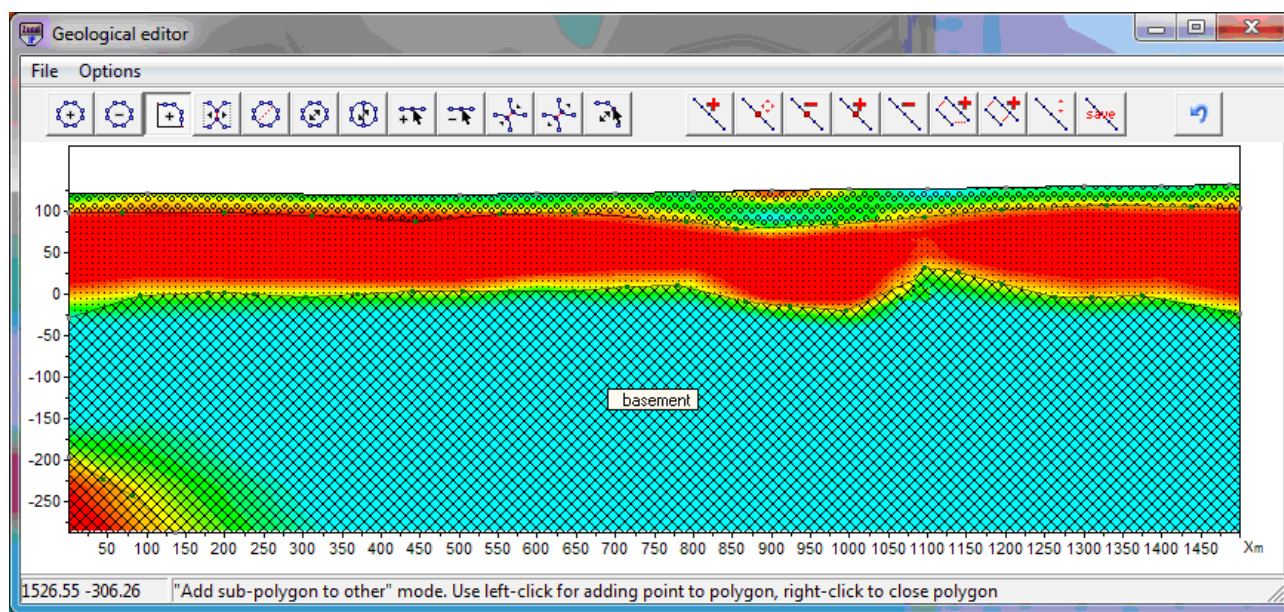 Geological editor
File Options
save
100
50
0
-50
-100
-150
-200
-250
basement
50 100 150 200 250 300 350 400 450 500 550 600 650 700 750 800 850 900 950 1000 1050 1100 1150 1200 1250 1300 1350 1400 1450 Xm
1526.55 -306.26 "Add sub-polygon to other" mode. Use left-click for adding point to polygon, right-click to close polygon